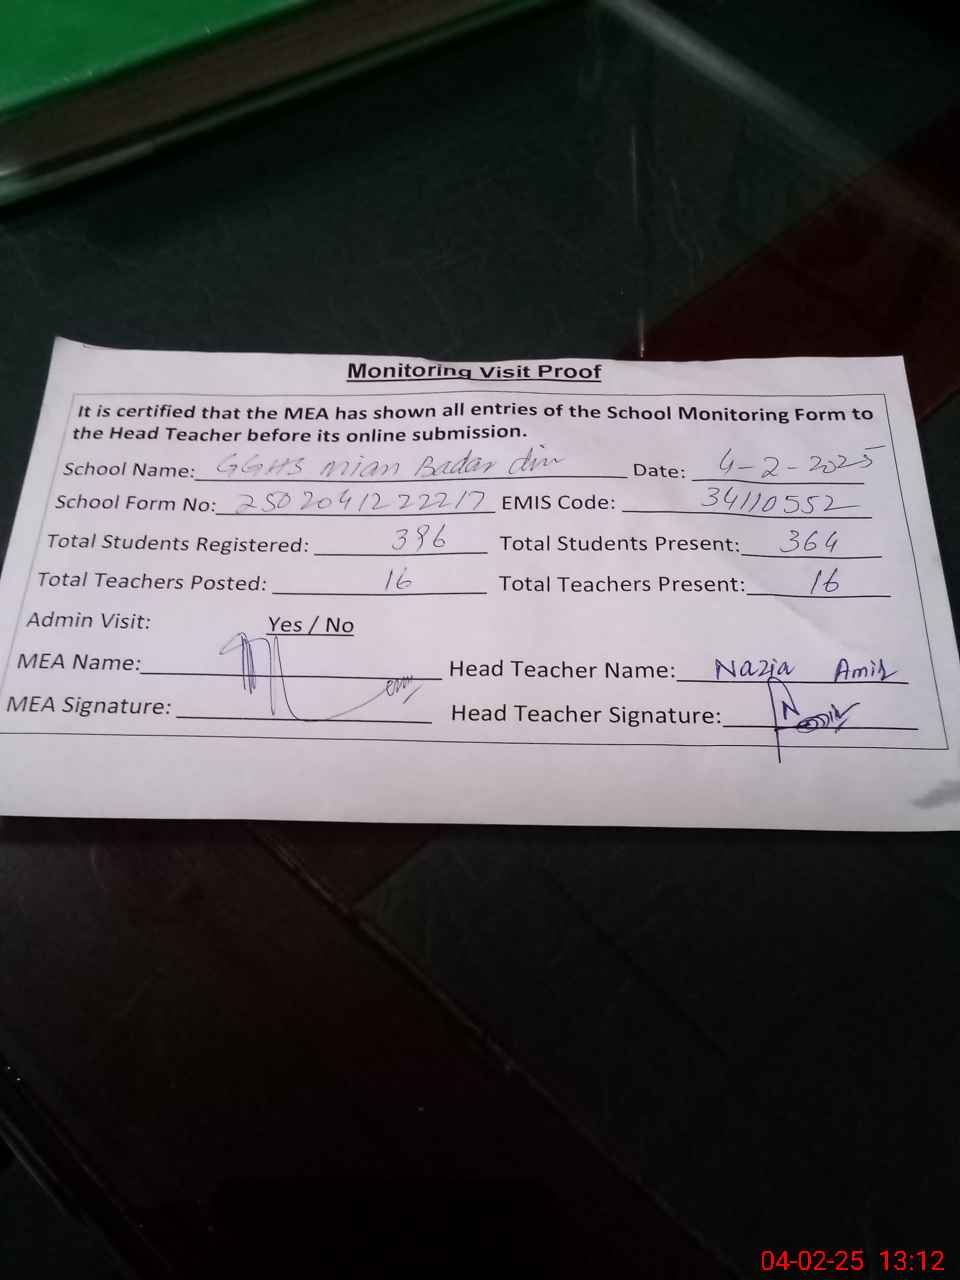 Monitoring Visit Proof
It is certified that the MEA has shown all entries of the School Monitoring Form to
the Head Teacher before its online submission.
School Name: GGHS mian Badar din Date: 4-2-2025
School Form No: 2502041222217 EMIS Code: 34110552
Total Students Registered: 396 Total Students Present: 364
Total Teachers Posted: 16 Total Teachers Present: 16
Admin Visit: Yes / No
MEA Name: Head Teacher Name: Nazia Amir
MEA Signature: Head Teacher Signature:
04-02-25 13:12